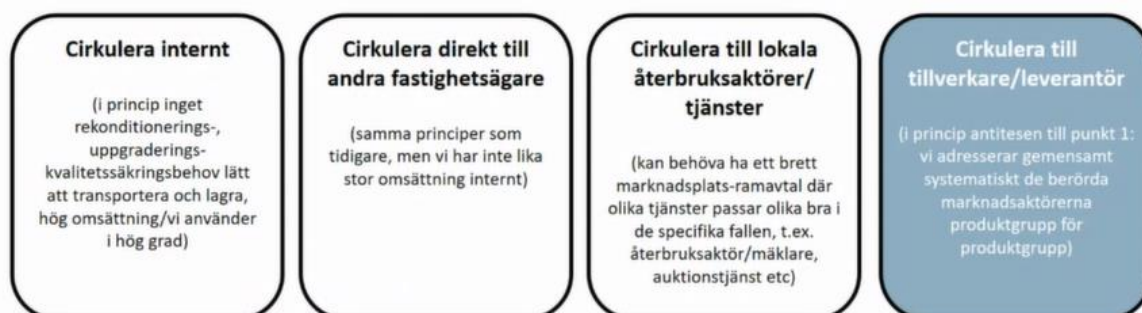 Cirkulera internt
(i princip inget
rekonditionerings-,
uppgraderings-
kvalitetssäkringsbehov lätt
att transportera och lagra,
hög omsättning/vi använder
i hög grad)
Cirkulera direkt till
andra fastighetsägare
(samma principer som
tidigare, men vi har inte lika
stor omsättning internt)
Cirkulera till lokala
återbruksaktörer/
tjänster
(kan behöva ha ett brett
marknadsplats-ramavtal där
olika tjänster passar olika bra i
de specifika fallen, t.ex.
återbruksaktör/mäklare,
auktionstjänst etc)
Cirkulera till
tillverkare/leverantör
(i princip antitesen till punkt 1:
vi adresserar gemensamt
systematiskt de berörda
marknadsaktörerna
produktgrupp för
produktgrupp)